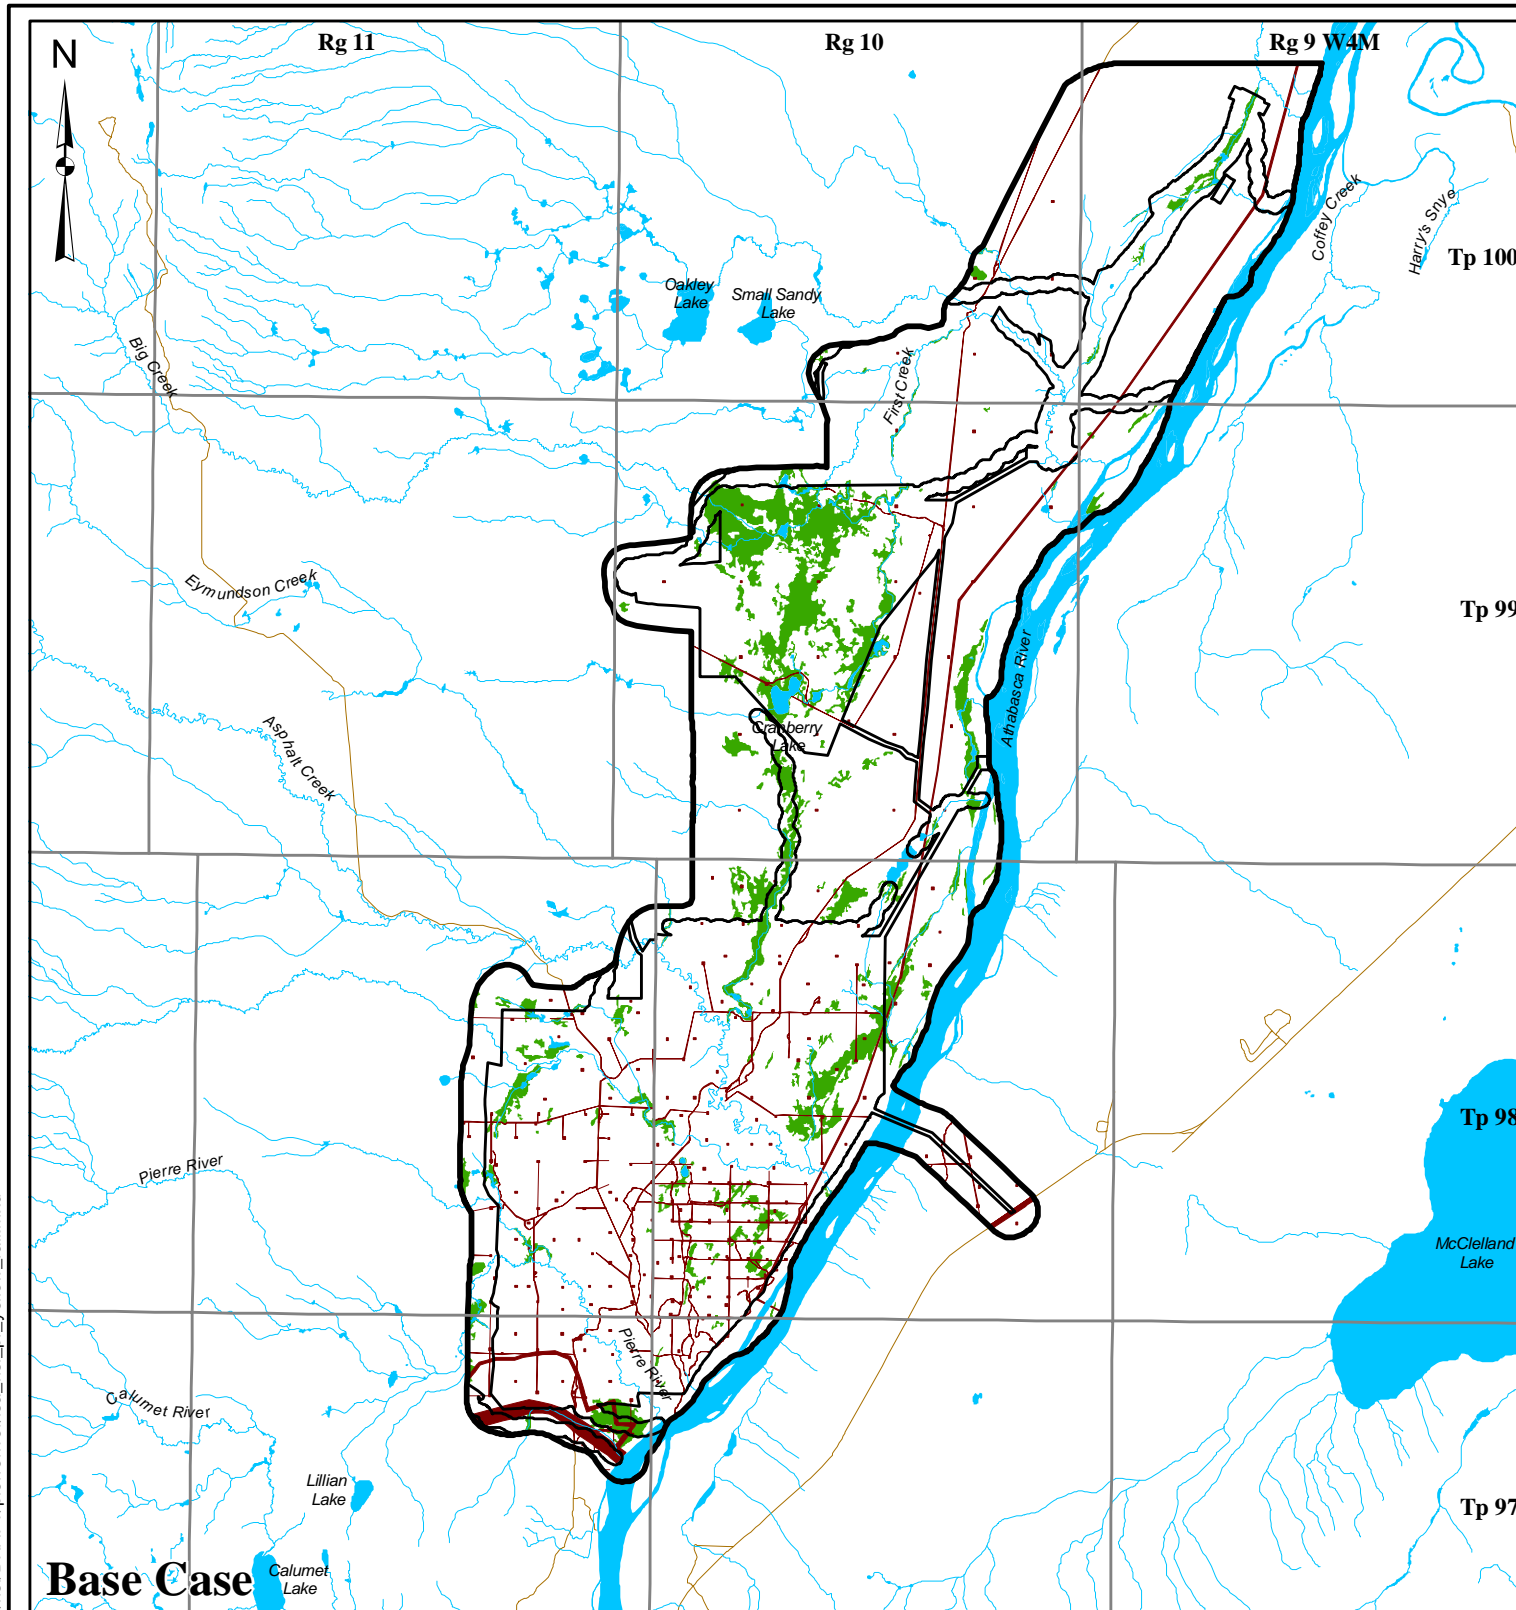 N
Rg 11
Rg 10
Rg 9 W4M
Coffey Creek
Harry's Snye
Tp 100
Oakley
Lake
Small Sandy
Lake
Big Creek
First Creek
Eymundson Creek
Tp 99
Athabasca River
Asphalt Creek
Cranberry
Lake
Tp 98
Pierre River
McClelland
Lake
Pierre River
Calumet River
Lillian
Lake
Tp 97
Base Case
Calumet
Lake